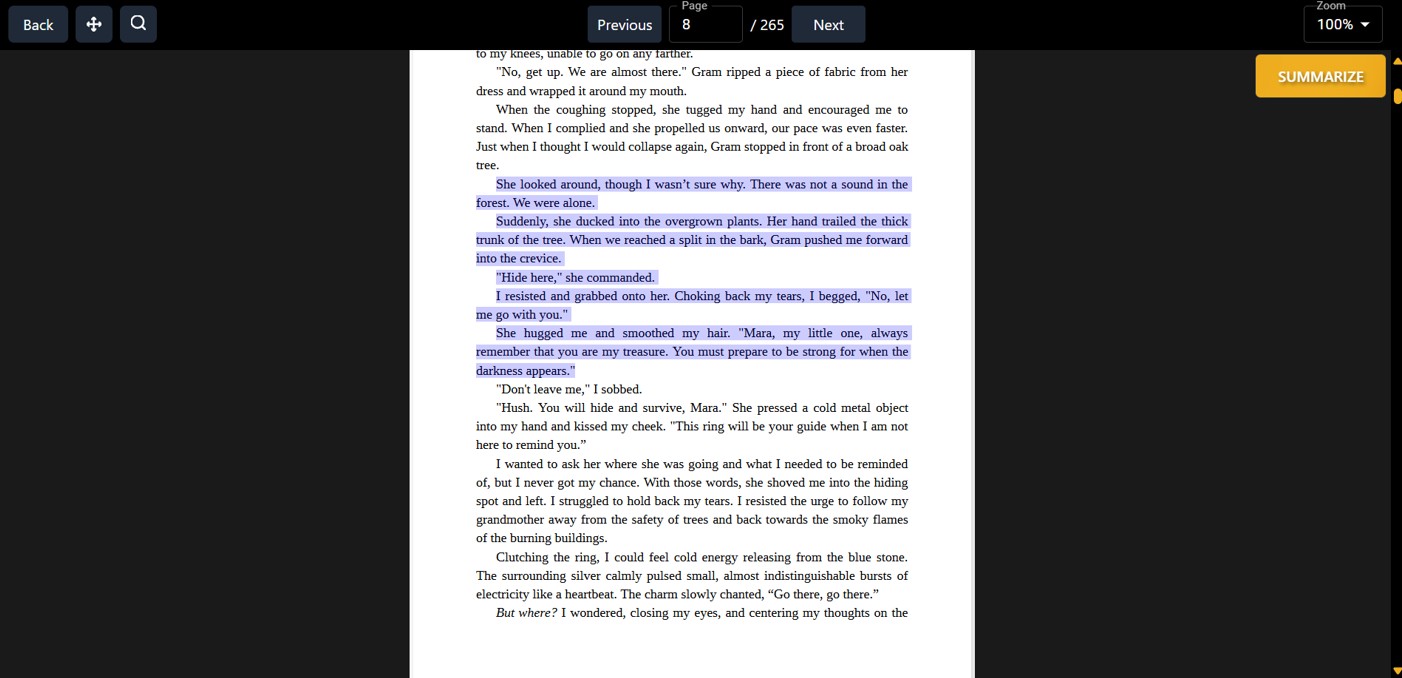 Back
Previous
Page
8
/ 265
Next
Zoom
100%
SUMMARIZE
to my knees, unable to go on any farther.
"No, get up. We are almost there." Gram ripped a piece of fabric from her
dress and wrapped it around my mouth.
When the coughing stopped, she tugged my hand and encouraged me to
stand. When I complied and she propelled us onward, our pace was even faster.
Just when I thought I would collapse again, Gram stopped in front of a broad oak
tree.
She looked around, though I wasn’t sure why. There was not a sound in the
forest. We were alone.
Suddenly, she ducked into the overgrown plants. Her hand trailed the thick
trunk of the tree. When we reached a split in the bark, Gram pushed me forward
into the crevice.
"Hide here," she commanded.
I resisted and grabbed onto her. Choking back my tears, I begged, "No, let
me go with you."
She hugged me and smoothed my hair. "Mara, my little one, always
remember that you are my treasure. You must prepare to be strong for when the
darkness appears."
"Don't leave me," I sobbed.
"Hush. You will hide and survive, Mara." She pressed a cold metal object
into my hand and kissed my cheek. "This ring will be your guide when I am not
here to remind you.”
I wanted to ask her where she was going and what I needed to be reminded
of, but I never got my chance. With those words, she shoved me into the hiding
spot and left. I struggled to hold back my tears. I resisted the urge to follow my
grandmother away from the safety of trees and back towards the smoky flames
of the burning buildings.
Clutching the ring, I could feel cold energy releasing from the blue stone.
The surrounding silver calmly pulsed small, almost indistinguishable bursts of
electricity like a heartbeat. The charm slowly chanted, “Go there, go there.”
But where? I wondered, closing my eyes, and centering my thoughts on the